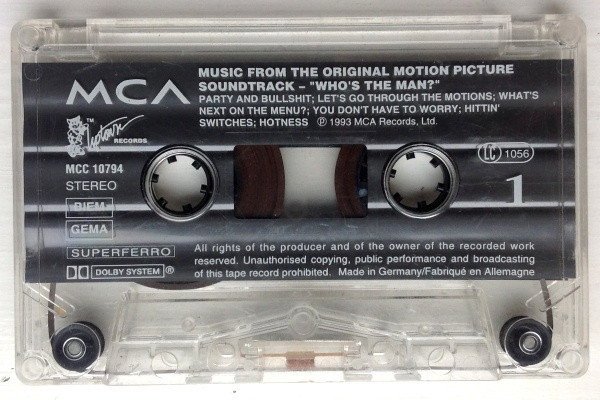 MCA
MUSIC FROM THE ORIGINAL MOTION PICTURE
SOUNDTRACK – "WHO'S THE MAN?"
PARTY AND BULLSHIT; LET'S GO THROUGH THE MOTIONS; WHAT'S
NEXT ON THE MENU?; YOU DON'T HAVE TO WORRY; HITTIN'
SWITCHES; HOTNESS ℗ 1993 MCA Records, Ltd.
Uptown ™
RECORDS
MCC 10794
STEREO
BIEM
GEMA
SUPERFERRO
DOLBY SYSTEM ®
LC 1056
1
All rights of the producer and of the owner of the recorded work
reserved. Unauthorised copying, public performance and broadcasting
of this tape record prohibited. Made in Germany/Fabriqué en Allemagne